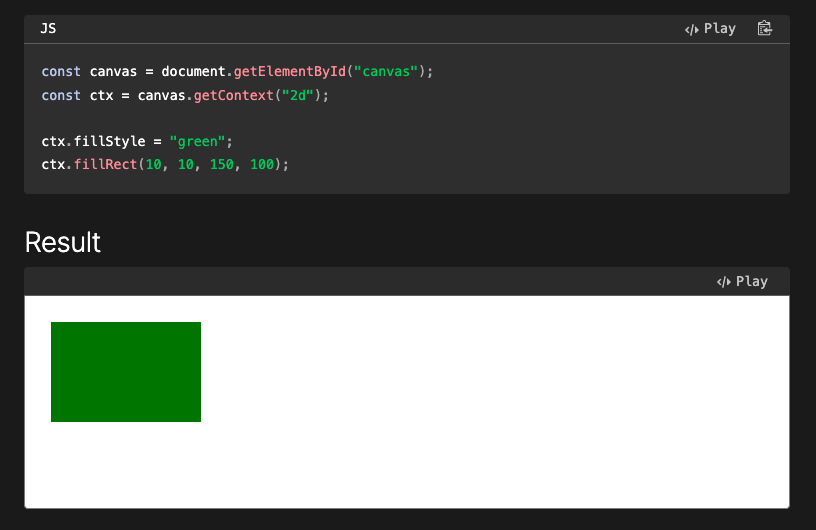 JS
Play
const canvas = document.getElementById("canvas");
const ctx = canvas.getContext("2d");
ctx.fillStyle = "green";
ctx.fillRect(10, 10, 150, 100);
Result
Play